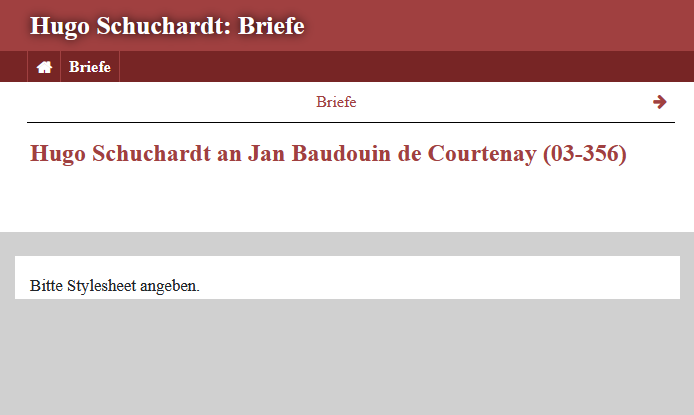 Hugo Schuchardt: Briefe
Briefe
Briefe
Hugo Schuchardt an Jan Baudouin de Courtenay (03-356)
Bitte Stylesheet angeben.